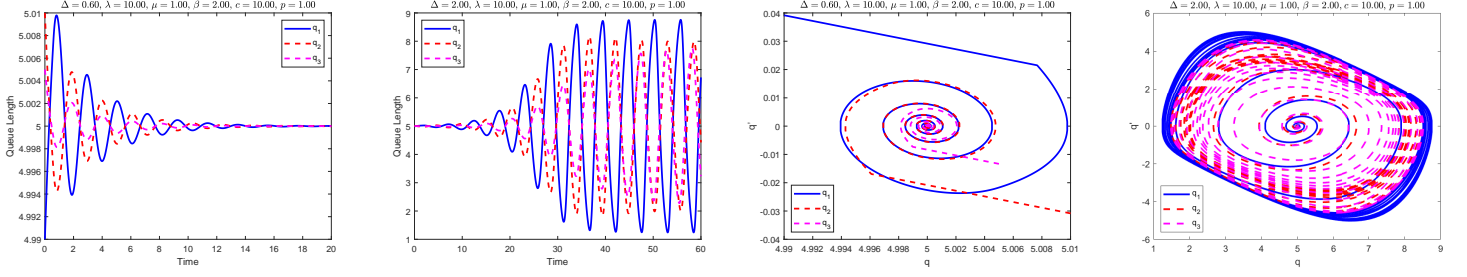 Δ = 0.60, λ = 10.00, μ = 1.00, β = 2.00, c = 10.00, p = 1.00
Queue Length
5.01
5.008
5.006
5.004
5.002
5
4.998
4.996
4.994
4.992
4.99
q₁
q₂
q₃
0 2 4 6 8 10 12 14 16 18 20
Time
Δ = 2.00, λ = 10.00, μ = 1.00, β = 2.00, c = 10.00, p = 1.00
Queue Length
9
8
7
6
5
4
3
2
1
q₁
q₂
q₃
0 10 20 30 40 50 60
Time
Δ = 0.60, λ = 10.00, μ = 1.00, β = 2.00, c = 10.00, p = 1.00
q'
0.04
0.03
0.02
0.01
0
-0.01
-0.02
-0.03
-0.04
q₁
q₂
q₃
4.99 4.992 4.994 4.996 4.998 5 5.002 5.004 5.006 5.008 5.01
q
Δ = 2.00, λ = 10.00, μ = 1.00, β = 2.00, c = 10.00, p = 1.00
q'
6
4
2
0
-2
-4
-6
q₁
q₂
q₃
1 2 3 4 5 6 7 8 9
q